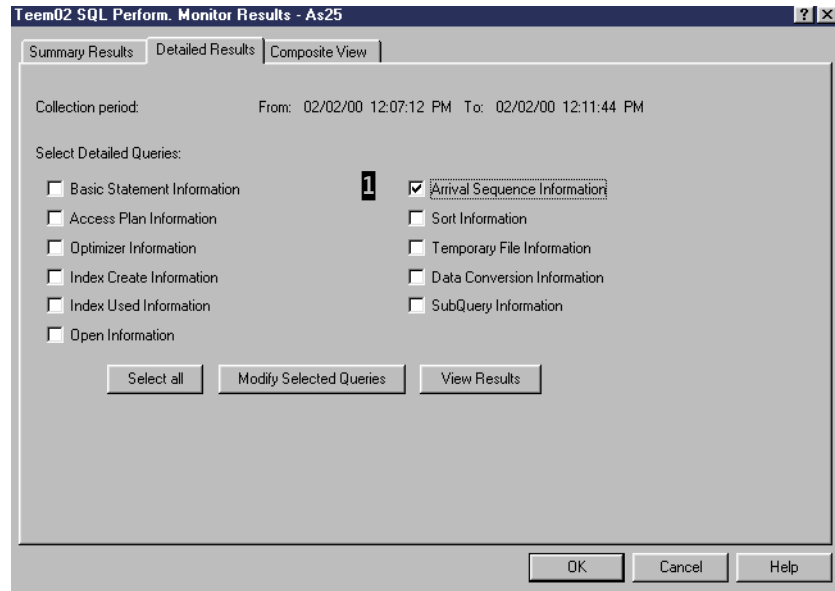 Teem02 SQL Perform. Monitor Results - As25
Summary Results Detailed Results Composite View
Collection period: From: 02/02/00 12:07:12 PM To: 02/02/00 12:11:44 PM
Select Detailed Queries:
Basic Statement Information 1 Arrival Sequence Information
Access Plan Information Sort Information
Optimizer Information Temporary File Information
Index Create Information Data Conversion Information
Index Used Information SubQuery Information
Open Information
Select all Modify Selected Queries View Results
OK Cancel Help